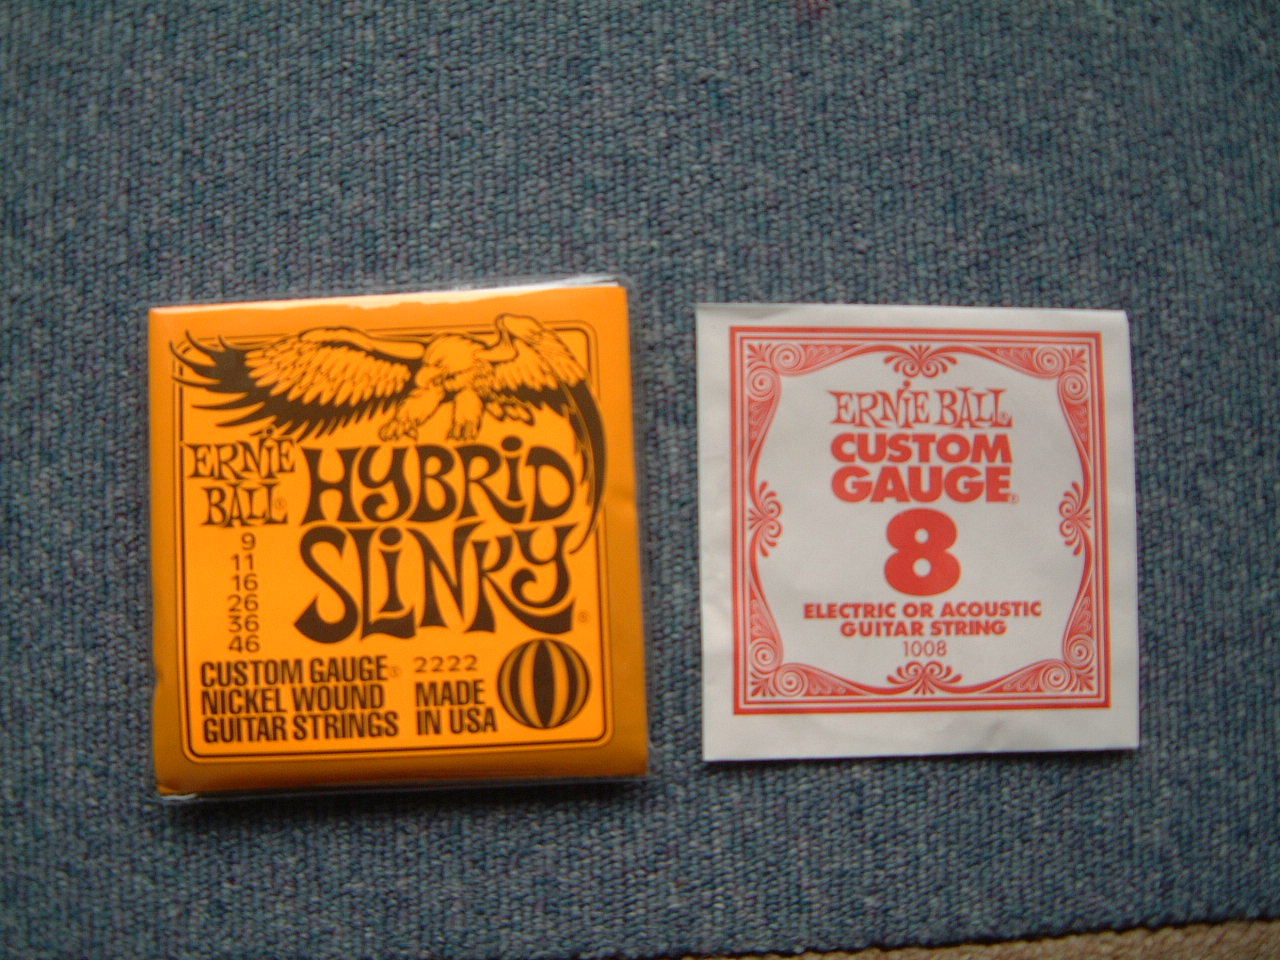 ERNIE
BALL®
HYBRID
SLINKY®
9
11
16
26
36
46
CUSTOM GAUGE®
NICKEL WOUND
GUITAR STRINGS
2222
MADE
IN USA
ERNIE BALL®
CUSTOM
GAUGE®
8
ELECTRIC OR ACOUSTIC
GUITAR STRING
1008